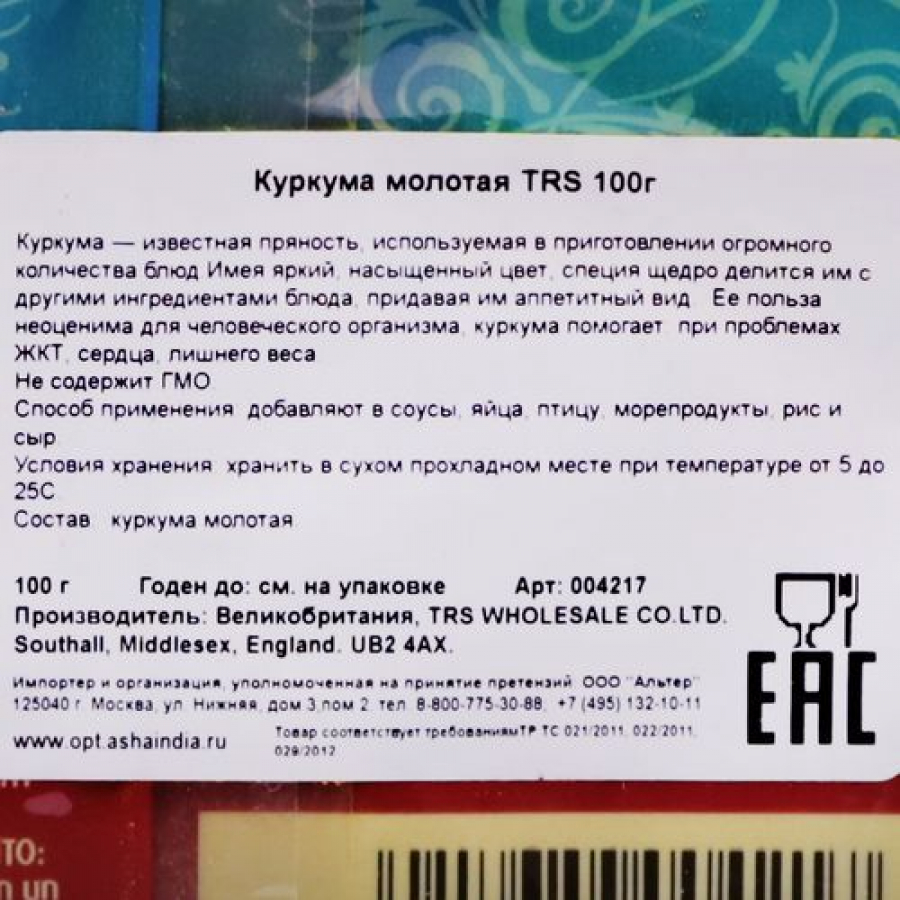 Куркума молотая TRS 100г
Куркума — известная пряность, используемая в приготовлении огромного
количества блюд Имея яркий, насыщенный цвет, специя щедро делится им с
другими ингредиентами блюда, придавая им аппетитный вид Ее польза
неоценима для человеческого организма, куркума помогает при проблемах
ЖКТ, сердца, лишнего веса
Не содержит ГМО
Способ применения добавляют в соусы, яйца, птицу, морепродукты, рис и
сыр
Условия хранения хранить в сухом прохладном месте при температуре от 5 до
25С
Состав куркума молотая
100 г Годен до: см. на упаковке Арт: 004217
Производитель: Великобритания, TRS WHOLESALE CO.LTD.
Southall, Middlesex, England. UB2 4AX.
Импортер и организация, уполномоченная на принятие претензий ООО "Альтер"
125040 г. Москва, ул. Нижняя, дом 3,пом 2 тел. 8-800-775-30-88, +7 (495) 132-10-11
www.opt.ashaindia.ru
Товар соответствует требованиямТР ТС 021/2011, 022/2011,
029/2012
EAC
TO:
n un